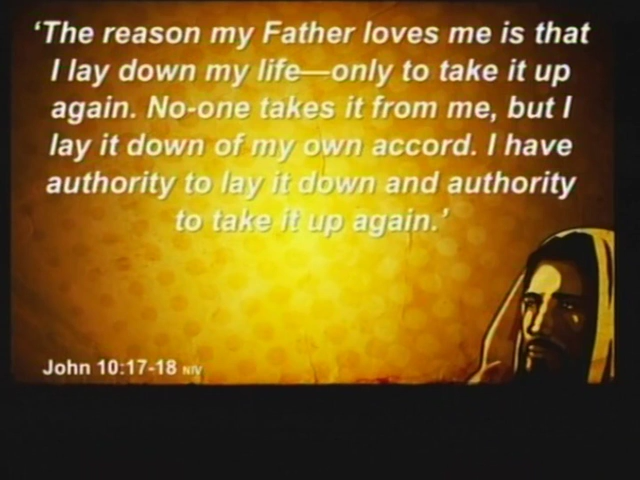 ‘The reason my Father loves me is that
I lay down my life—only to take it up
again. No-one takes it from me, but I
lay it down of my own accord. I have
authority to lay it down and authority
to take it up again.’
John 10:17-18 NIV